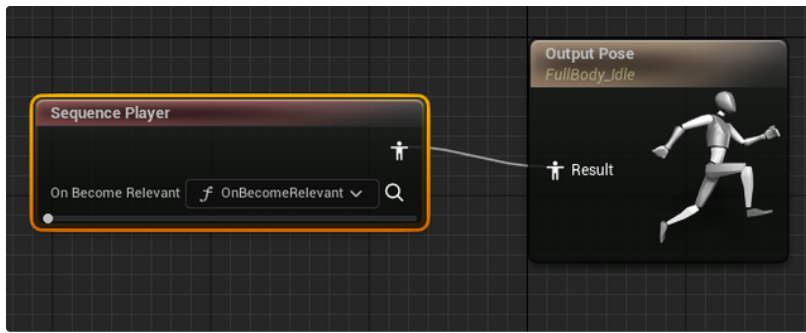 Sequence Player
On Become Relevant
ƒ OnBecomeRelevant
Output Pose
FullBody_Idle
Result